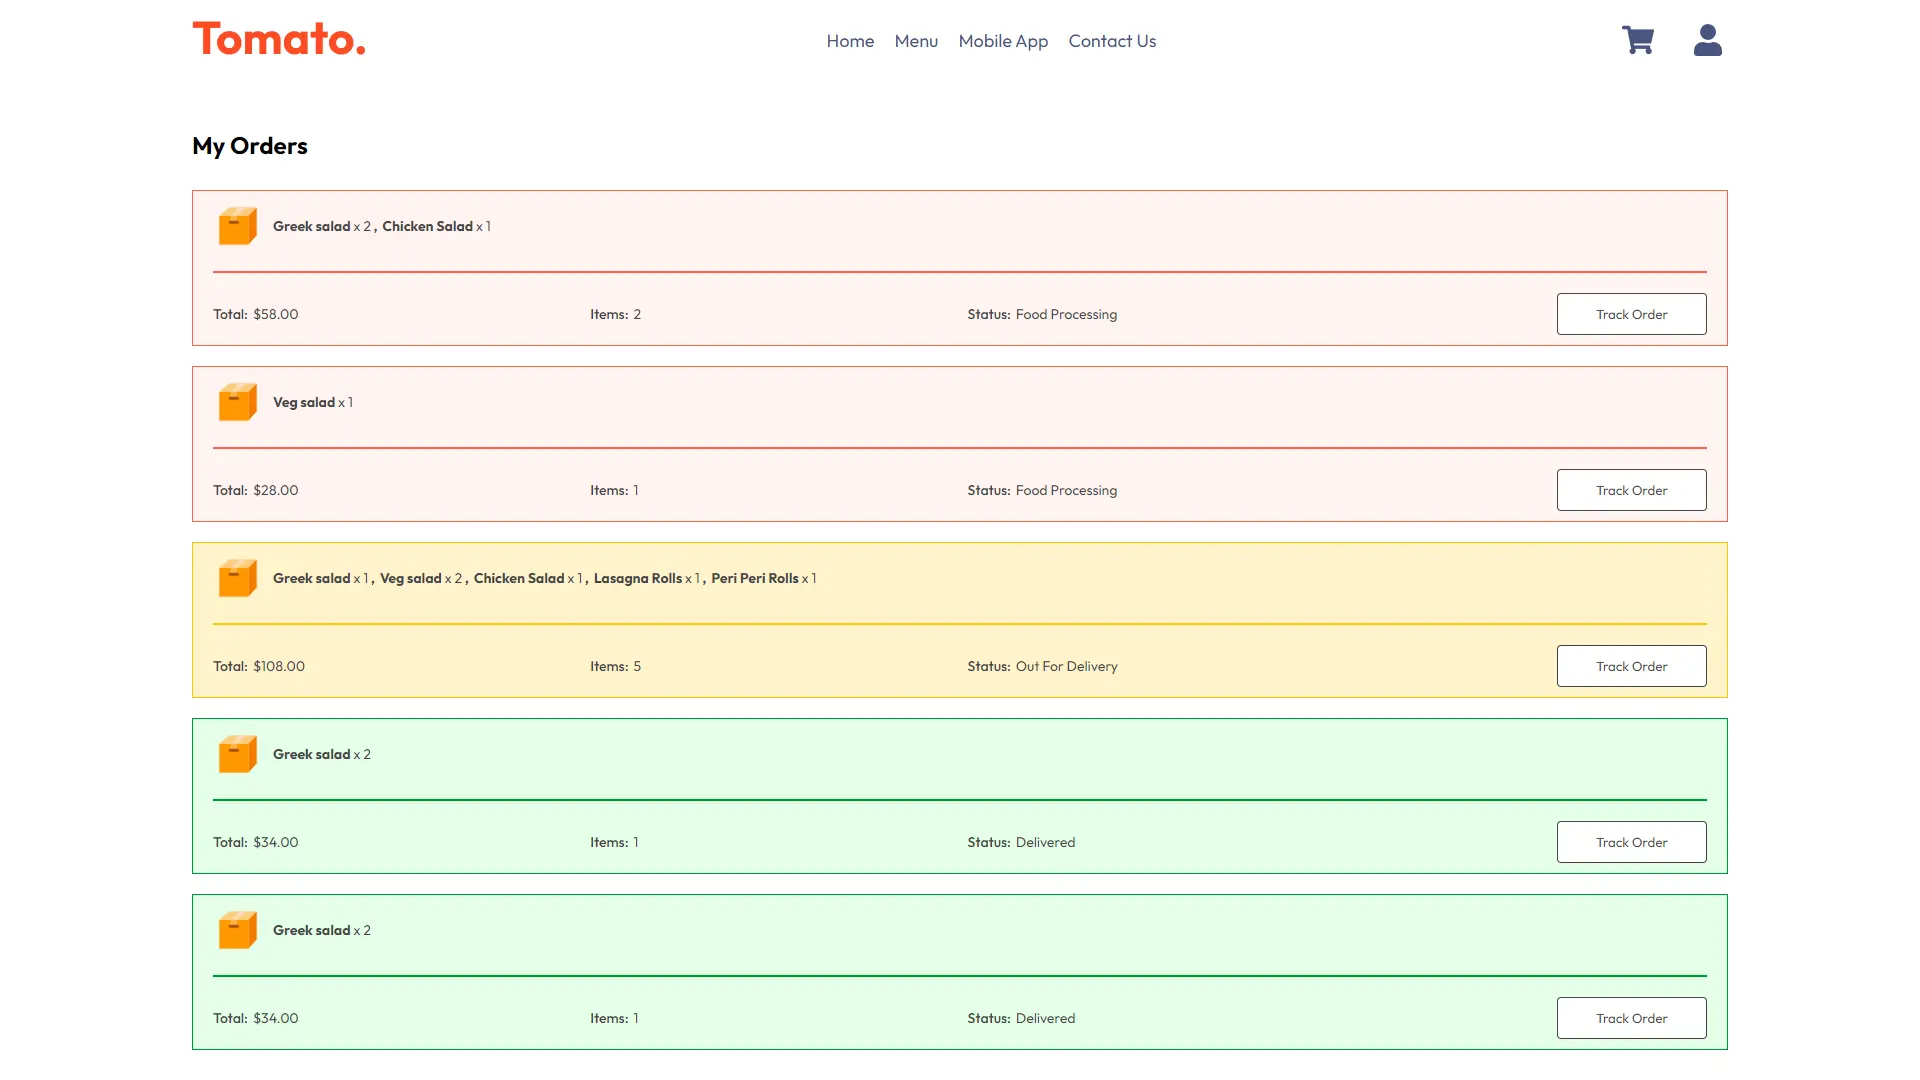 Tomato.
Home Menu Mobile App Contact Us
My Orders
Greek salad x 2 , Chicken Salad x 1
Total: $58.00 Items: 2 Status: Food Processing Track Order
Veg salad x 1
Total: $28.00 Items: 1 Status: Food Processing Track Order
Greek salad x 1 , Veg salad x 2 , Chicken Salad x 1 , Lasagna Rolls x 1 , Peri Peri Rolls x 1
Total: $108.00 Items: 5 Status: Out For Delivery Track Order
Greek salad x 2
Total: $34.00 Items: 1 Status: Delivered Track Order
Greek salad x 2
Total: $34.00 Items: 1 Status: Delivered Track Order